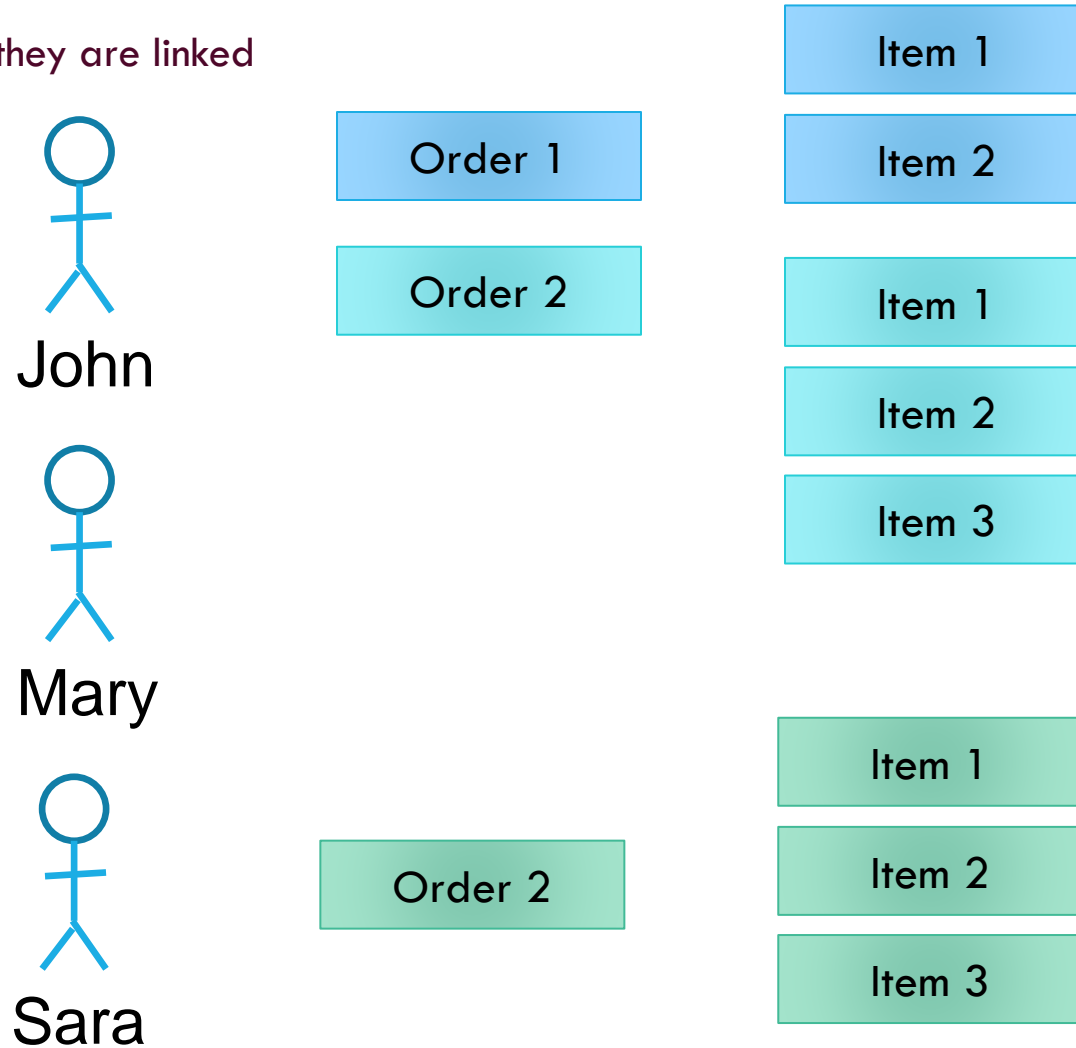 they are linked
Item 1
Order 1
Item 2
Order 2
Item 1
John
Item 2
Item 3
Mary
Item 1
Order 2
Item 2
Item 3
Sara